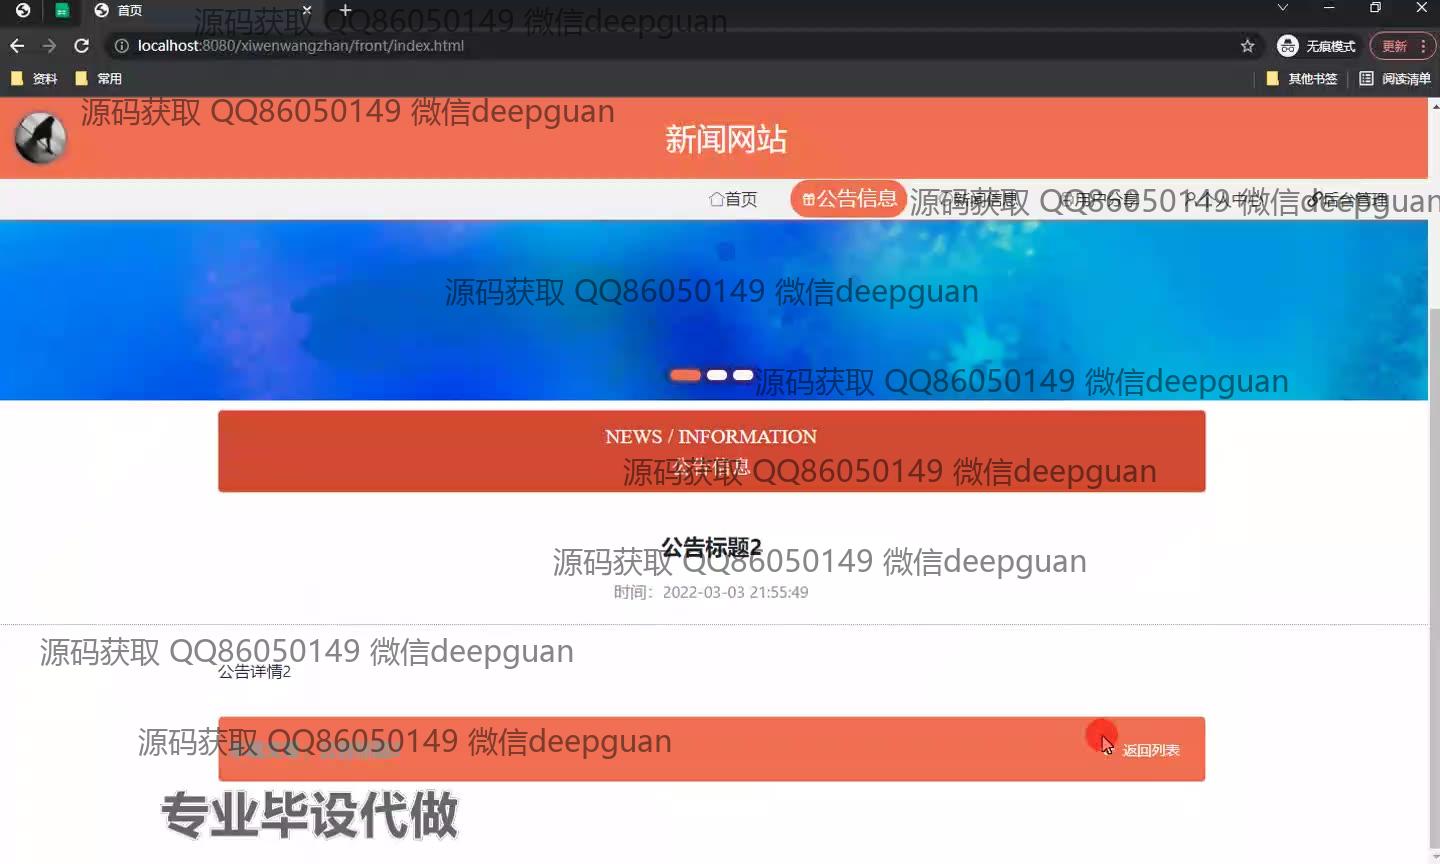 首页
源码获取 QQ86050149 微信deepguan
localhost:8080/xiwenwangzhan/front/index.html
无痕模式
更新
资料
常用
其他书签
阅读清单
源码获取 QQ86050149 微信deepguan
新闻网站
首页
公告信息
新闻信息
用户分享
个人中心
后台管理
源码获取 QQ86050149 微信deepguan
源码获取 QQ86050149 微信deepguan
源码获取 QQ86050149 微信deepguan
NEWS / INFORMATION
公告信息
源码获取 QQ86050149 微信deepguan
公告标题2
源码获取 QQ86050149 微信deepguan
时间：2022-03-03 21:55:49
源码获取 QQ86050149 微信deepguan
公告详情2
源码获取 QQ86050149 微信deepguan
返回列表
专业毕设代做